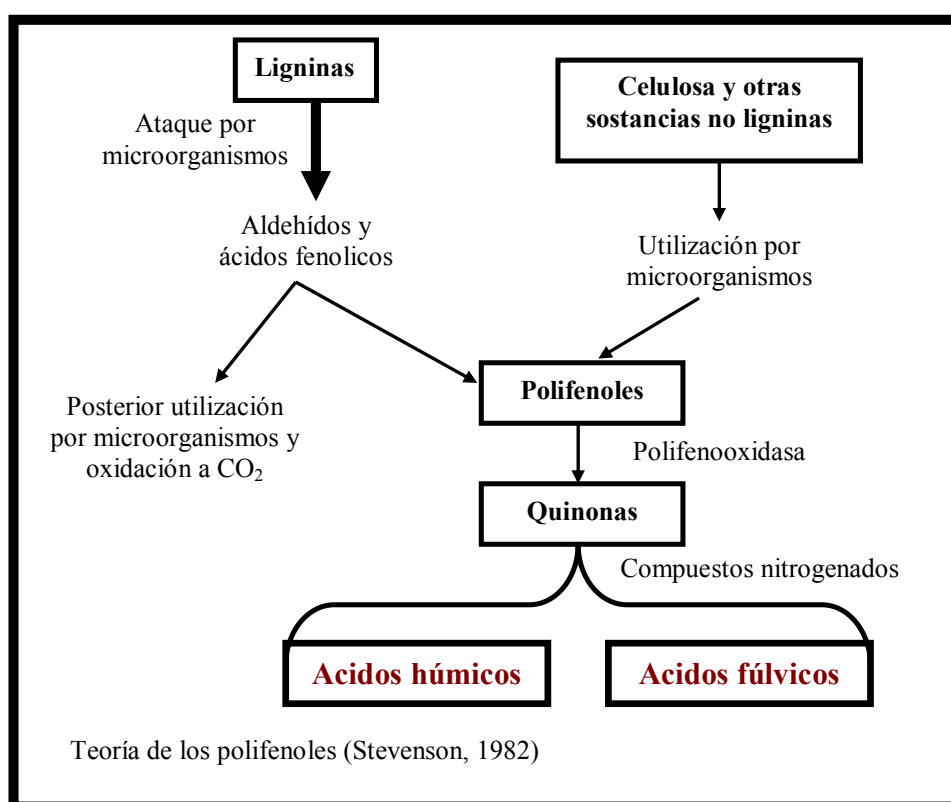 Ligninas
Celulosa y otras
sostancias no ligninas
Ataque por
microorganismos
Aldehídos y
ácidos fenolicos
Utilización por
microorganismos
Posterior utilización
por microorganismos y
oxidación a CO₂
Polifenoles
Polifenooxidasa
Quinonas
Compuestos nitrogenados
Acidos húmicos
Acidos fúlvicos
Teoría de los polifenoles (Stevenson, 1982)